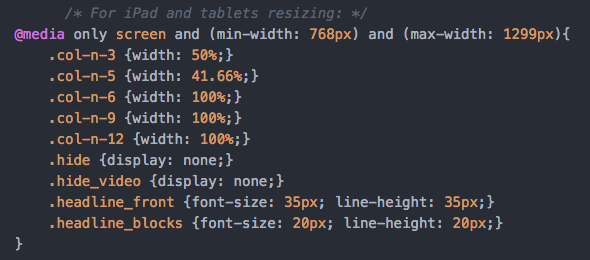 /* For iPad and tablets resizing: */
@media only screen and (min-width: 768px) and (max-width: 1299px){
.col-n-3 {width: 50%;}
.col-n-5 {width: 41.66%;}
.col-n-6 {width: 100%;}
.col-n-9 {width: 100%;}
.col-n-12 {width: 100%;}
.hide {display: none;}
.hide_video {display: none;}
.headline_front {font-size: 35px; line-height: 35px;}
.headline_blocks {font-size: 20px; line-height: 20px;}
}